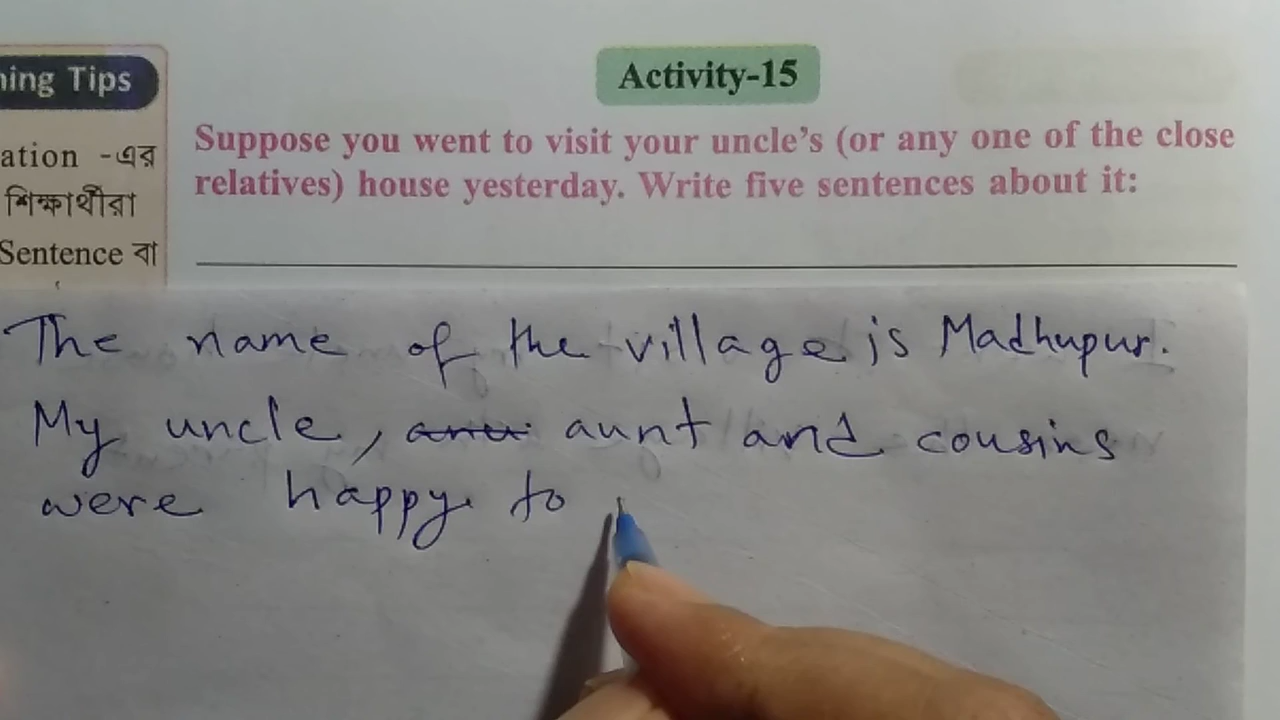 Activity-15
ning Tips
Suppose you went to visit your uncle's (or any one of the close
relatives) house yesterday. Write five sentences about it:
ation -এর
শিক্ষার্থীরা
Sentence বা
The name of the village is Madhupur.
My uncle, aunt and cousins
were happy to